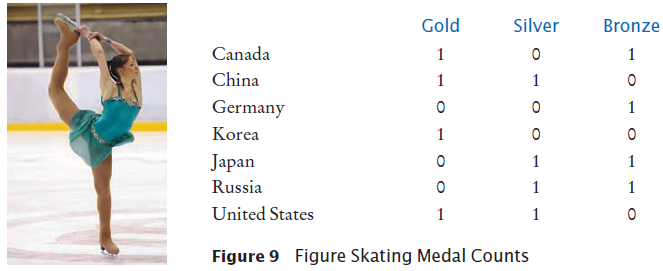 Gold Silver Bronze
Canada 1 0 1
China 1 1 0
Germany 0 0 1
Korea 1 0 0
Japan 0 1 1
Russia 0 1 1
United States 1 1 0
Figure 9 Figure Skating Medal Counts